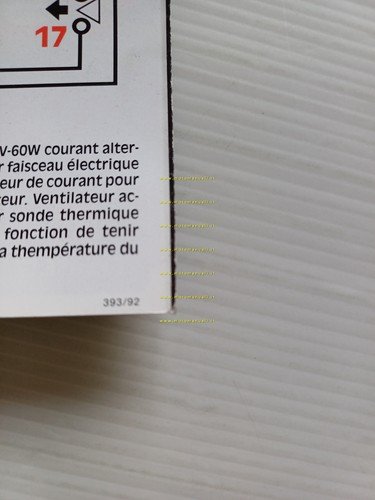 17
V-60W courant alter-
r faisceau électrique
eur de courant pour
eur. Ventilateur ac-
r sonde thermique
fonction de tenir
a thempérature du
393/92